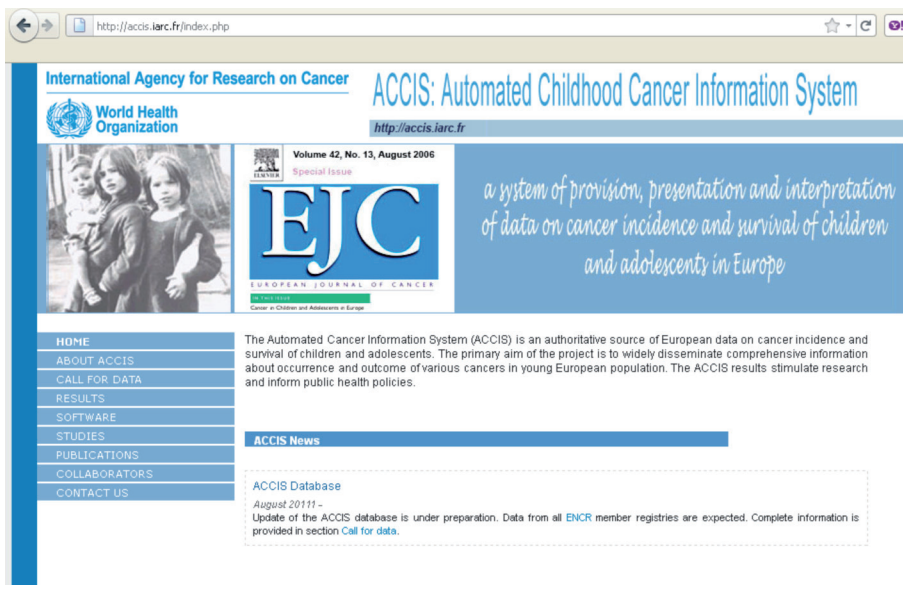 http://accis.iarc.fr/index.php
International Agency for Research on Cancer
World Health
Organization
ACCIS: Automated Childhood Cancer Information System
http://accis.iarc.fr
ELSEVIER
Volume 42, No. 13, August 2006
Special Issue
EJC
EUROPEAN JOURNAL OF CANCER
IN THIS ISSUE
Cancer in Children and Adolescents in Europe
a system of provision, presentation and interpretation
of data on cancer incidence and survival of children
and adolescents in Europe
HOME
ABOUT ACCIS
CALL FOR DATA
RESULTS
SOFTWARE
STUDIES
PUBLICATIONS
COLLABORATORS
CONTACT US
The Automated Cancer Information System (ACCIS) is an authoritative source of European data on cancer incidence and
survival of children and adolescents. The primary aim of the project is to widely disseminate comprehensive information
about occurrence and outcome of various cancers in young European population. The ACCIS results stimulate research
and inform public health policies.
ACCIS News
ACCIS Database
August 20111 –
Update of the ACCIS database is under preparation. Data from all ENCR member registries are expected. Complete information is
provided in section Call for data.